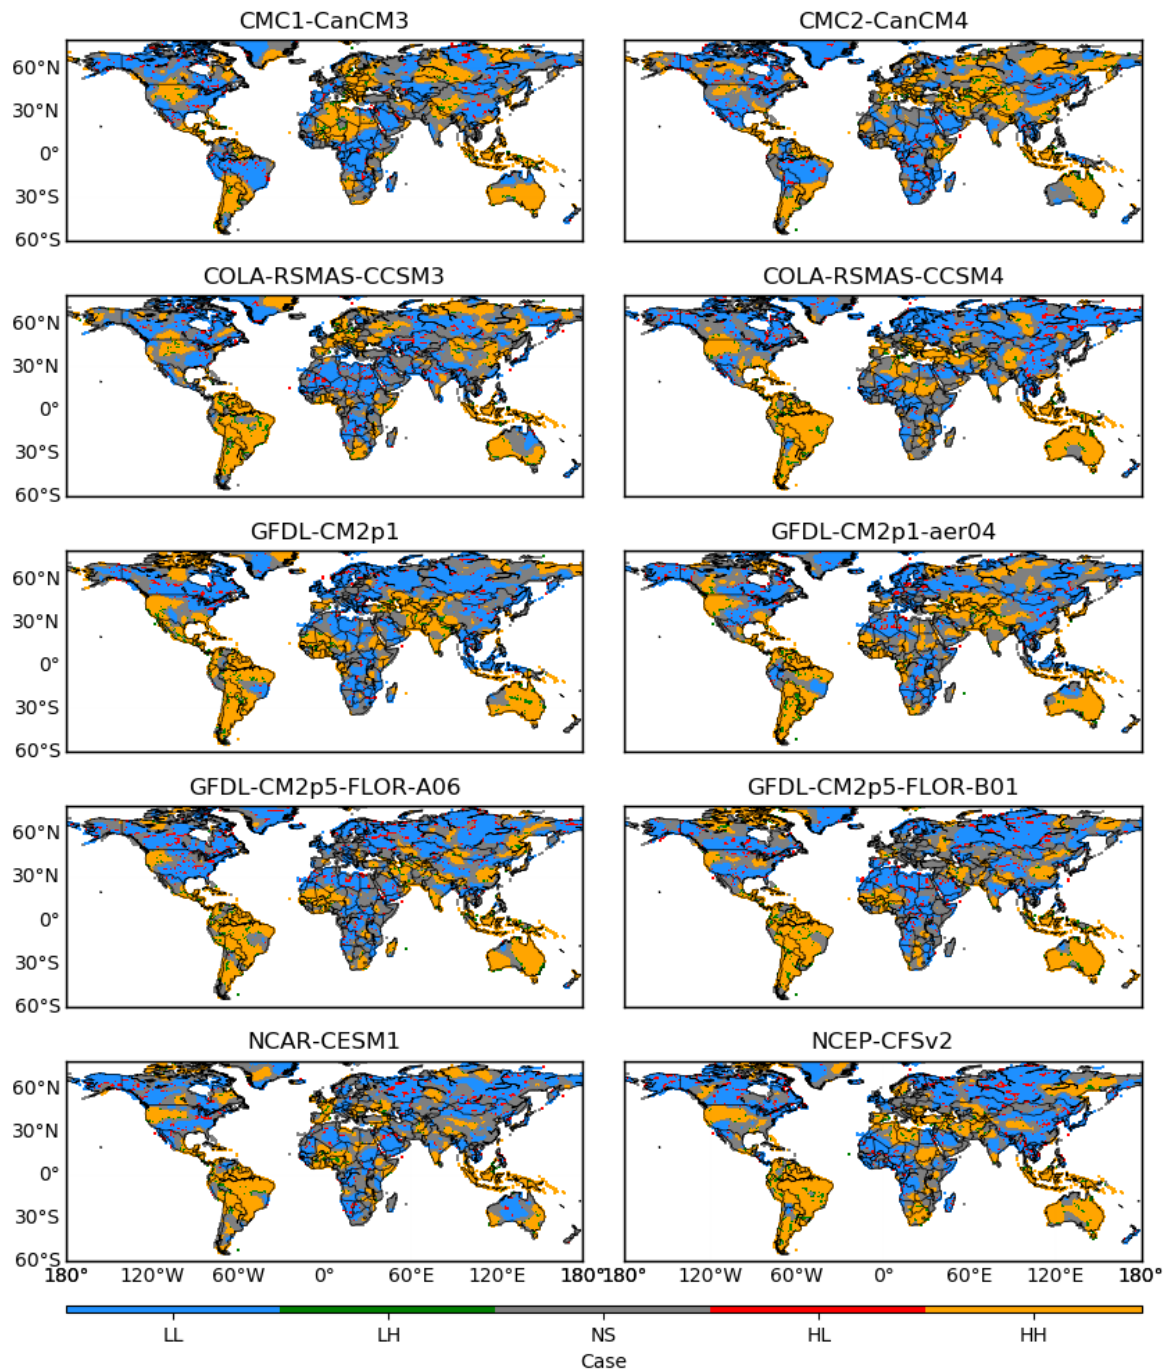 CMC1-CanCM3 CMC2-CanCM4
60°N
30°N
0°
30°S
60°S
COLA-RSMAS-CCSM3 COLA-RSMAS-CCSM4
60°N
30°N
0°
30°S
60°S
GFDL-CM2p1 GFDL-CM2p1-aer04
60°N
30°N
0°
30°S
60°S
GFDL-CM2p5-FLOR-A06 GFDL-CM2p5-FLOR-B01
60°N
30°N
0°
30°S
60°S
NCAR-CESM1 NCEP-CFSv2
60°N
30°N
0°
30°S
60°S
180° 120°W 60°W 0° 60°E 120°E 180° 180° 120°W 60°W 0° 60°E 120°E 180°
LL LH NS HL HH
Case